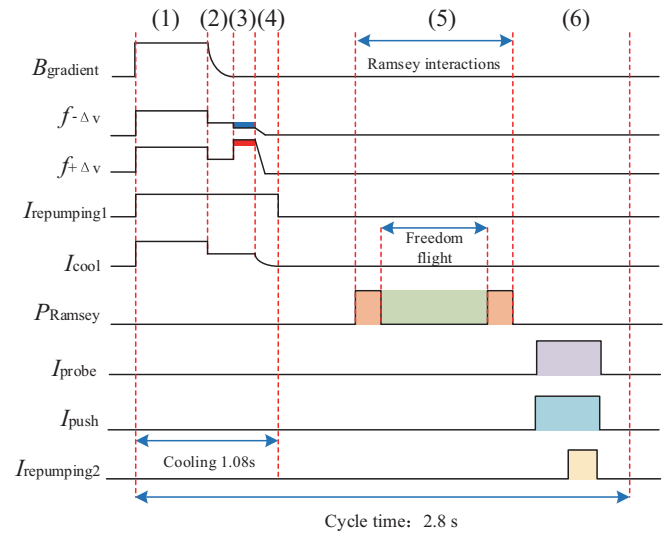 (1) (2) (3) (4) (5) (6)
Bgradient
Ramsey interactions
f-Δν
f+Δν
Irepumping1
Freedom
flight
Icool
PRamsey
Iprobe
Ipush
Cooling 1.08s
Irepumping2
Cycle time: 2.8 s